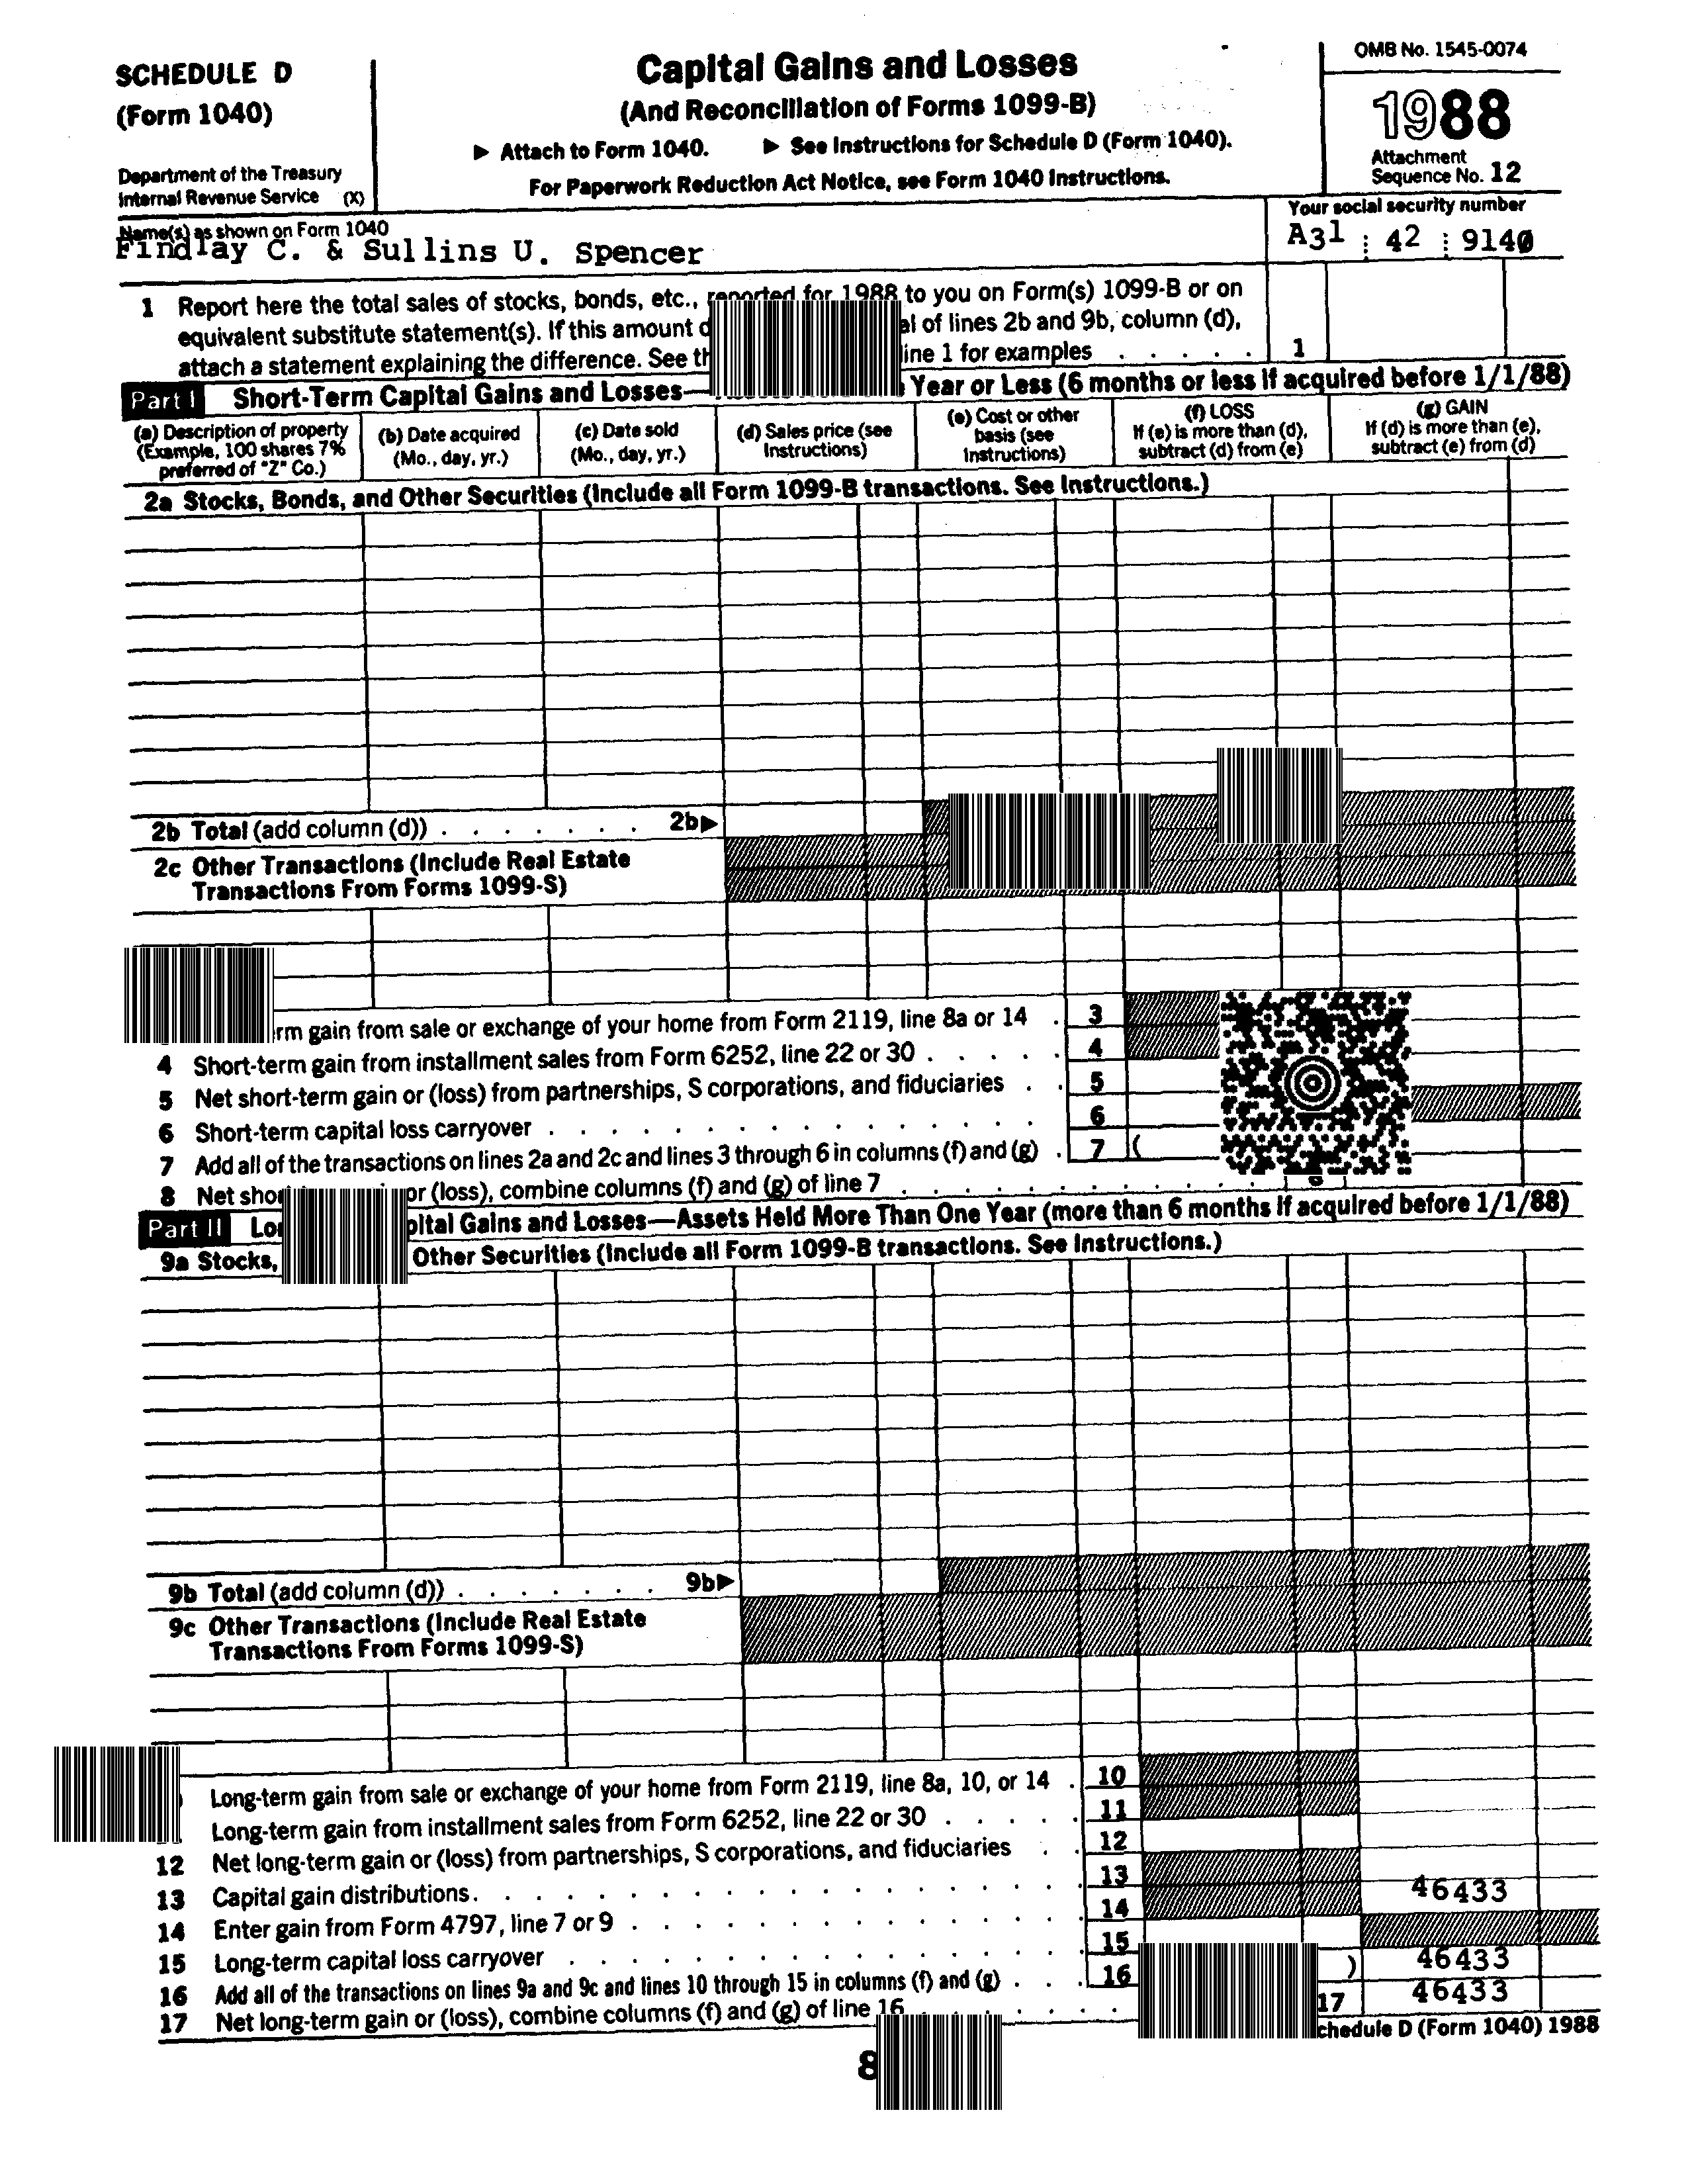 SCHEDULE D
(Form 1040)
Department of the Treasury
Internal Revenue Service (X)
Capital Gains and Losses
(And Reconciliation of Forms 1099-B)
▶ Attach to Form 1040. ▶ See Instructions for Schedule D (Form 1040).
For Paperwork Reduction Act Notice, see Form 1040 Instructions.
OMB No. 1545-0074
1988
Attachment
Sequence No. 12
Name(s) as shown on Form 1040
Findlay C. & Sullins U. Spencer
Your social security number
A31 42 9140
1 Report here the total sales of stocks, bonds, etc., reported for 1988 to you on Form(s) 1099-B or on
equivalent substitute statement(s). If this amount of lines 2b and 9b, column (d),
attach a statement explaining the difference. See 1 for examples . . . . . 1
Part I Short-Term Capital Gains and Losses— Year or Less (6 months or less if acquired before 1/1/88)
(a) Description of property
(Example, 100 shares 7%
preferred of "Z" Co.)
(b) Date acquired
(Mo., day, yr.)
(c) Date sold
(Mo., day, yr.)
(d) Sales price (see
instructions)
(e) Cost or other
basis (see
instructions)
(f) LOSS
If (e) is more than (d),
subtract (d) from (e)
(g) GAIN
If (d) is more than (e),
subtract (e) from (d)
2a Stocks, Bonds, and Other Securities (Include all Form 1099-B transactions. See Instructions.)
2b Total (add column (d)) . . . . . . . 2b▶
2c Other Transactions (Include Real Estate
Transactions From Forms 1099-S)
gain from sale or exchange of your home from Form 2119, line 8a or 14 . 3
4 Short-term gain from installment sales from Form 6252, line 22 or 30 . . . . . 4
5 Net short-term gain or (loss) from partnerships, S corporations, and fiduciaries . . 5
6 Short-term capital loss carryover . . . . . . . . . . . . . . . . 6
7 Add all of the transactions on lines 2a and 2c and lines 3 through 6 in columns (f) and (g) . 7 (
8 Net or (loss), combine columns (f) and (g) of line 7 . . . . . . . . . . . . .
Part II Gains and Losses—Assets Held More Than One Year (more than 6 months if acquired before 1/1/88)
9a Stocks, Other Securities (Include all Form 1099-B transactions. See Instructions.)
9b Total (add column (d)) . . . . . . . 9b▶
9c Other Transactions (Include Real Estate
Transactions From Forms 1099-S)
Long-term gain from sale or exchange of your home from Form 2119, line 8a, 10, or 14 . 10
Long-term gain from installment sales from Form 6252, line 22 or 30 . . . . . 11
12 Net long-term gain or (loss) from partnerships, S corporations, and fiduciaries . . 12
13 Capital gain distributions. . . . . . . . . . . . . . . . . . . 13
14 Enter gain from Form 4797, line 7 or 9 . . . . . . . . . . . . . . 14 46433
15 Long-term capital loss carryover . . . . . . . . . . . . . . . . 15
16 Add all of the transactions on lines 9a and 9c and lines 10 through 15 in columns (f) and (g) . . . 16 ) 46433
17 Net long-term gain or (loss), combine columns (f) and (g) of line 16 . . . . . . . 17 46433
D (Form 1040) 1988
8